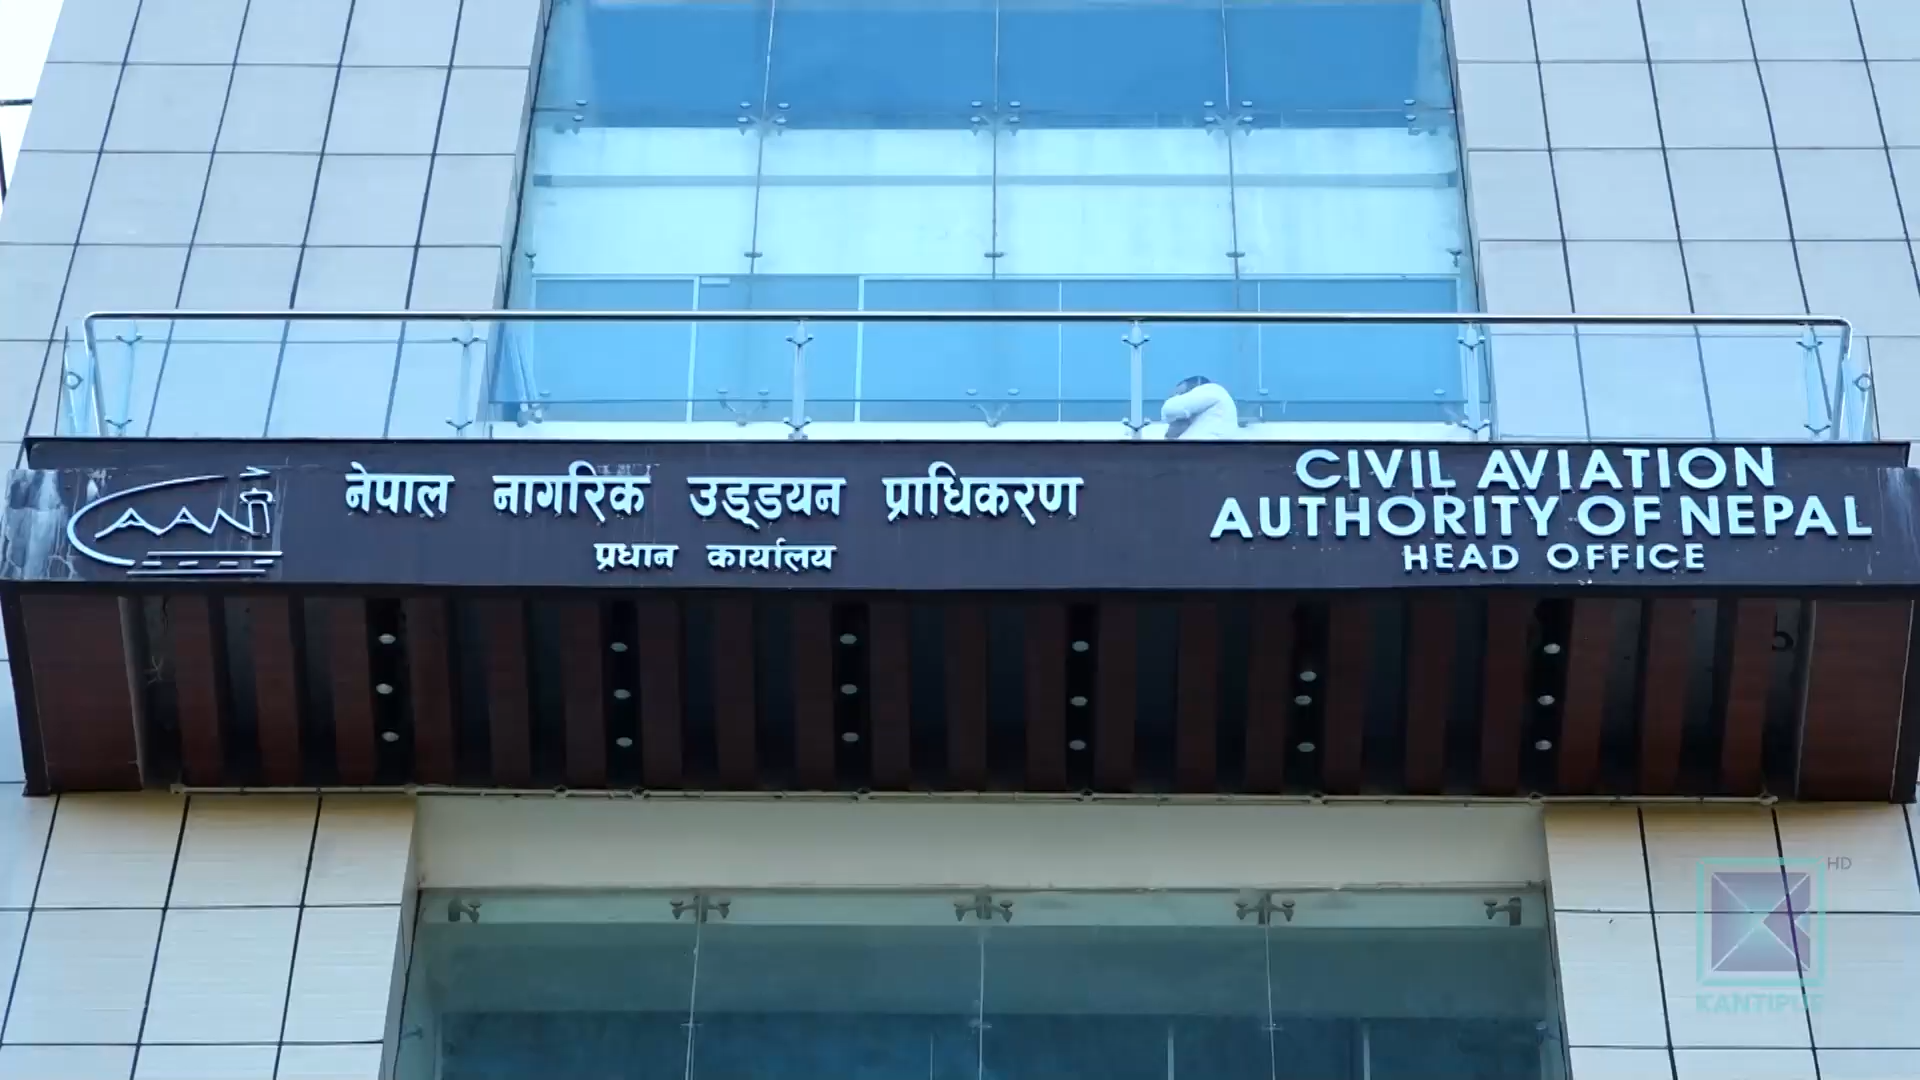 CAAN
नेपाल नागरिक उड्डयन प्राधिकरण
प्रधान कार्यालय
CIVIL AVIATION
AUTHORITY OF NEPAL
HEAD OFFICE
HD
KANTIPUR